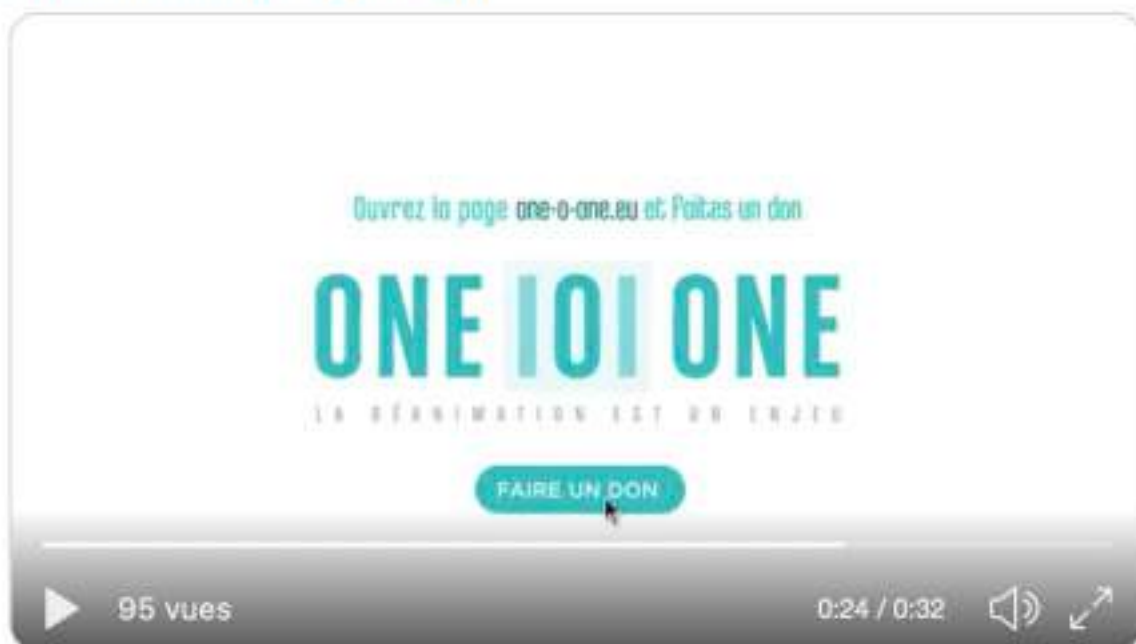 Ouvrez la page one-o-one.eu et faites un don
ONE IOI ONE
LA RÉANIMATION EST UN ENJEU
FAIRE UN DON
95 vues
0:24 / 0:32